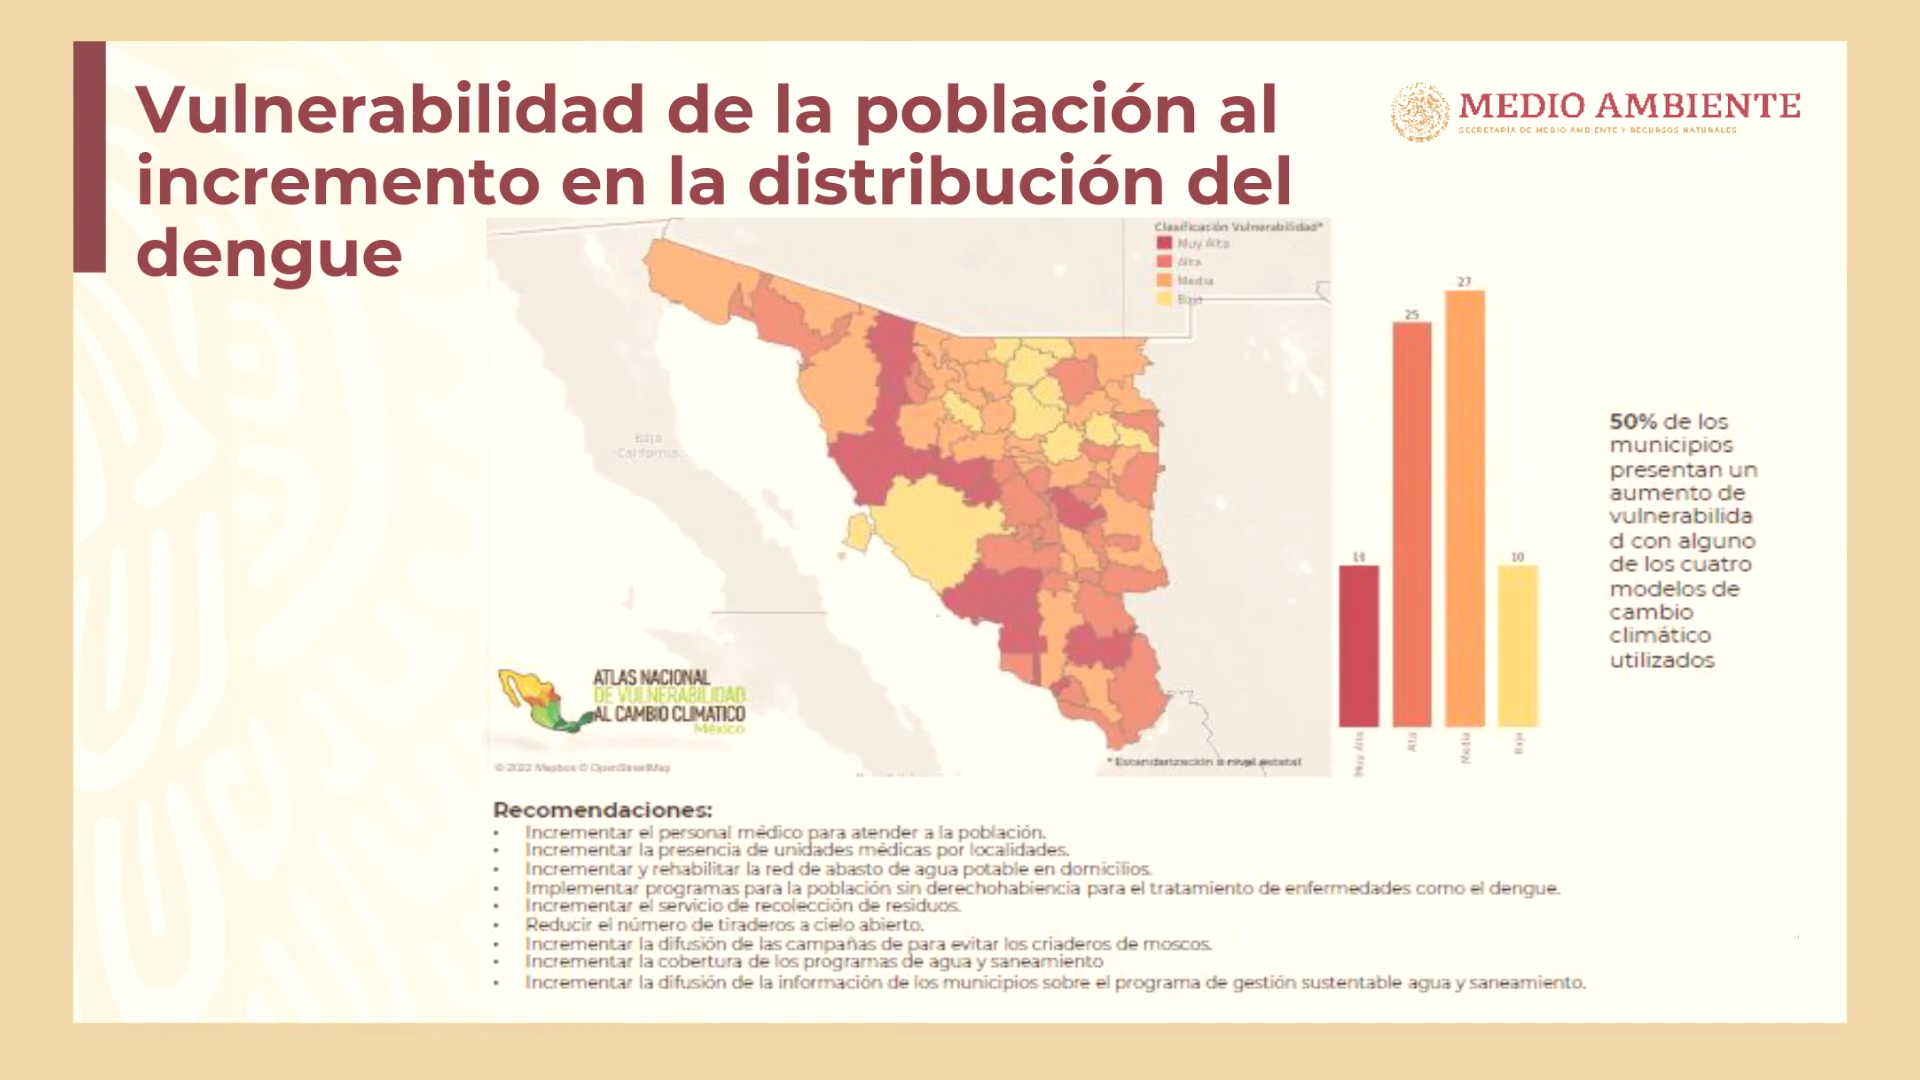 Vulnerabilidad de la población al
incremento en la distribución del
dengue
MEDIO AMBIENTE
SECRETARÍA DE MEDIO AMBIENTE Y RECURSOS NATURALES
Clasificación Vulnerabilidad*
Muy Alta
Alta
Media
Baja
Baja
California
ATLAS NACIONAL
DE VULNERABILIDAD
AL CAMBIO CLIMÁTICO
México
© 2022 Mapbox © OpenStreetMap
* Estandarización a nivel estatal
10
25
27
10
Muy Alta
Alta
Media
Baja
50% de los
municipios
presentan un
aumento de
vulnerabilida
d con alguno
de los cuatro
modelos de
cambio
climático
utilizados
Recomendaciones:
• Incrementar el personal médico para atender a la población.
• Incrementar la presencia de unidades médicas por localidades.
• Incrementar y rehabilitar la red de abasto de agua potable en domicilios.
• Implementar programas para la población sin derechohabiencia para el tratamiento de enfermedades como el dengue.
• Incrementar el servicio de recolección de residuos.
• Reducir el número de tiraderos a cielo abierto.
• Incrementar la difusión de las campañas de para evitar los criaderos de moscos.
• Incrementar la cobertura de los programas de agua y saneamiento
• Incrementar la difusión de la información de los municipios sobre el programa de gestión sustentable agua y saneamiento.